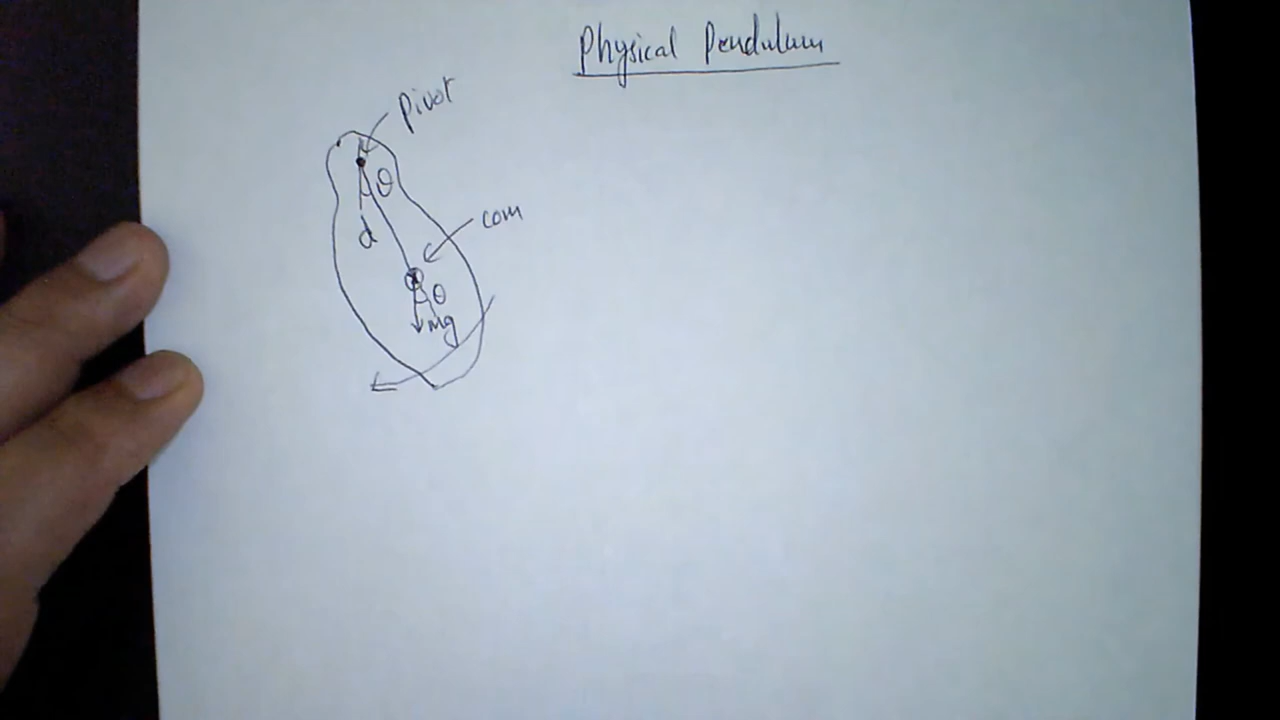 Physical Pendulum
pivot
θ
d
com
θ
mg